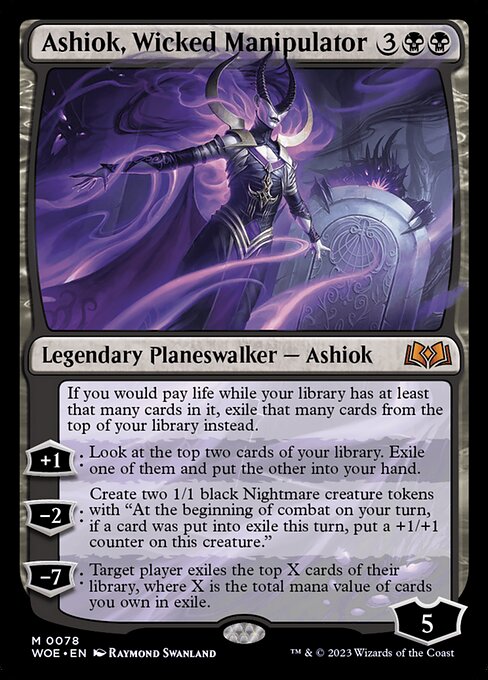 Ashiok, Wicked Manipulator 3
Legendary Planeswalker — Ashiok
If you would pay life while your library has at least
that many cards in it, exile that many cards from the
top of your library instead.
+1: Look at the top two cards of your library. Exile
one of them and put the other into your hand.
−2: Create two 1/1 black Nightmare creature tokens
with “At the beginning of combat on your turn,
if a card was put into exile this turn, put a +1/+1
counter on this creature.”
−7: Target player exiles the top X cards of their
library, where X is the total mana value of cards
you own in exile.
5
M 0078
WOE • EN Raymond Swanland
™ & © 2023 Wizards of the Coast